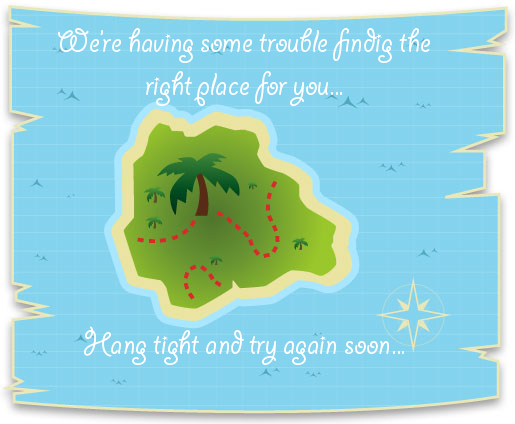 We're having some trouble findig the
right place for you...
Hang tight and try again soon...